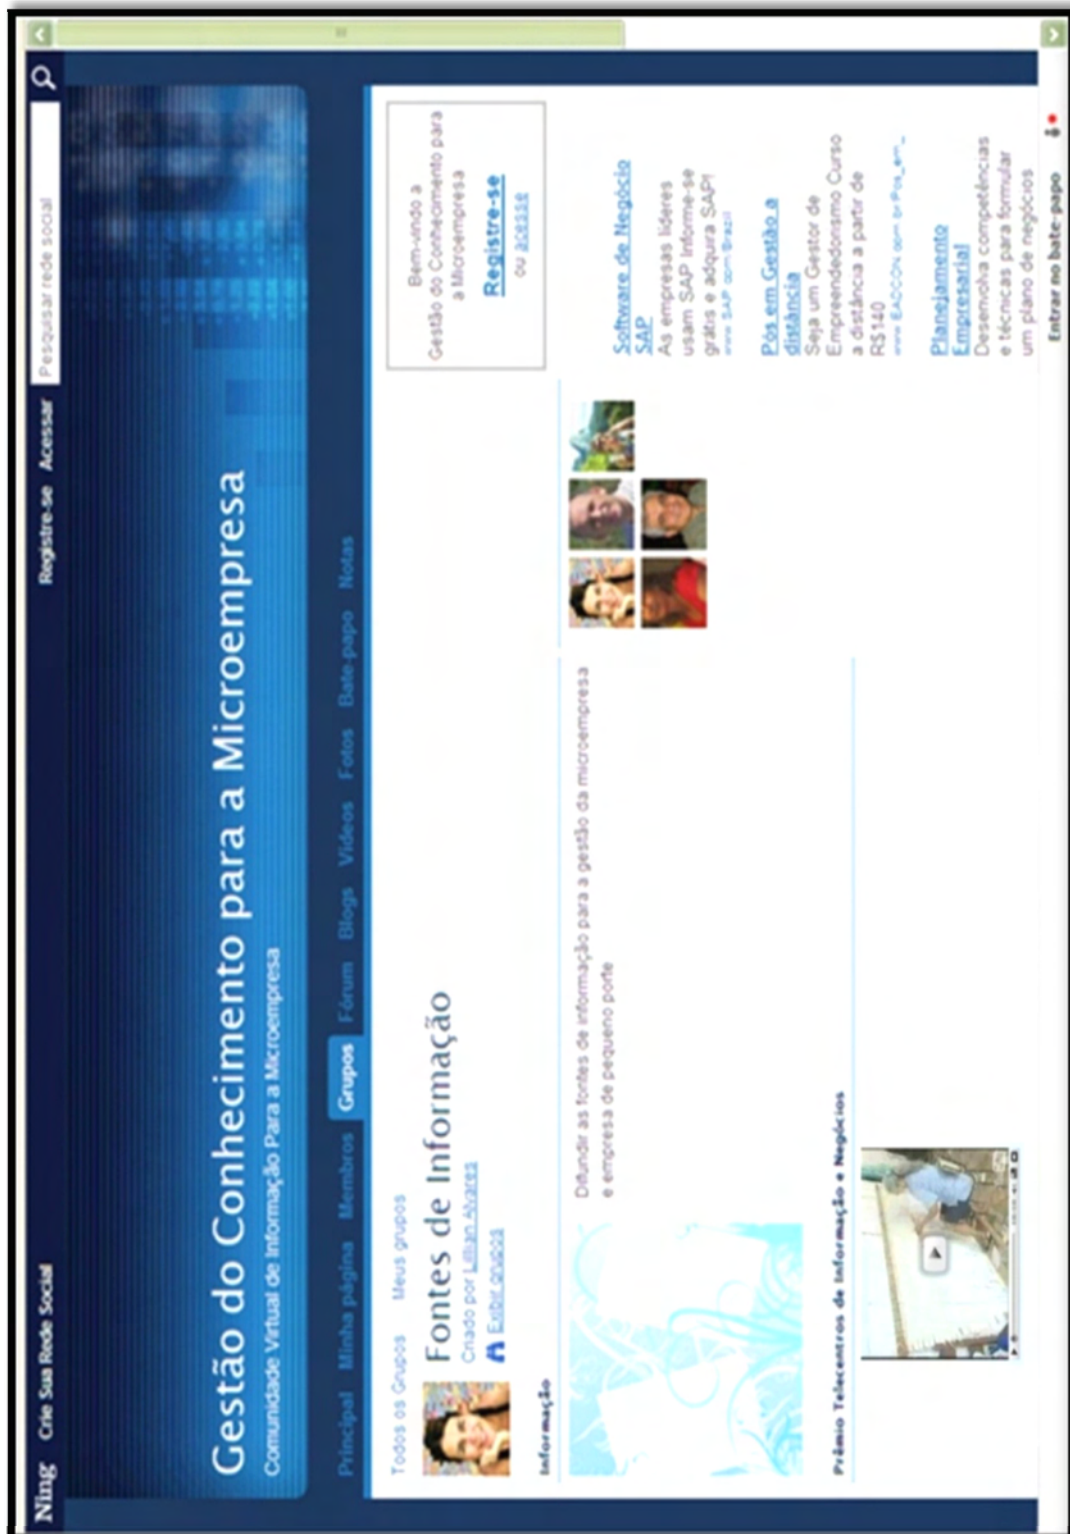 Ning Crie Sua Rede Social Registre-se Acessar Pesquisar rede social
Gestão do Conhecimento para a Microempresa
Comunidade Virtual de Informação Para a Microempresa
Principal Minha página Membros Grupos Fórum Blogs Vídeos Fotos Bate-papo Notas
Todos os Grupos Meus grupos
Fontes de Informação
Criado por Lillian Alvares
Exibir grupos
Informação
Difundir as fontes de informação para a gestão da microempresa
e empresa de pequeno porte
Prêmio Telecentros de Informação e Negócios
Bem-vindo a
Gestão do Conhecimento para
a Microempresa
Registre-se
ou acesse
Software de Negócio
SAP
As empresas líderes
usam SAP Informe-se
grátis e adquira SAP!
www.SAP.com/Brazil
Pós em Gestão a
distância
Seja um Gestor de
Empreendedorismo Curso
a distância a partir de
R$140
www.EADCON.com.br/Pos_em_
Planejamento
Empresarial
Desenvolva competências
e técnicas para formular
um plano de negócios
Entrar no bate-papo